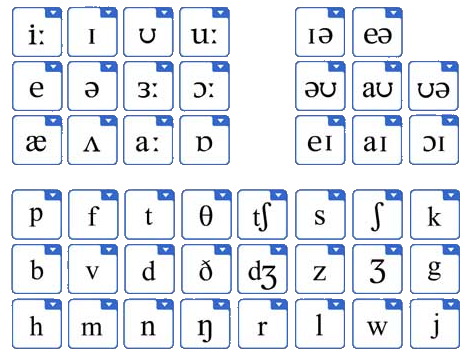 iː ɪ ʊ uː ɪə eə
e ə ɜː ɔː əʊ aʊ ʊə
æ ʌ aː ɒ eɪ aɪ ɔɪ
p f t θ tʃ s ʃ k
b v d ð dʒ z ʒ g
h m n ŋ r l w j